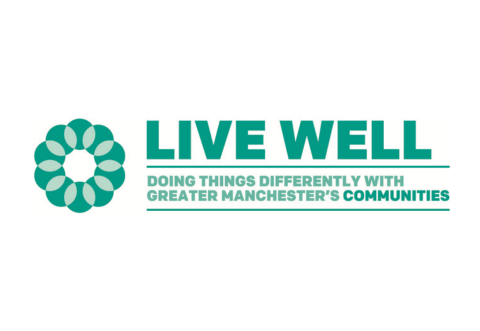 LIVE WELL
DOING THINGS DIFFERENTLY WITH
GREATER MANCHESTER'S COMMUNITIES